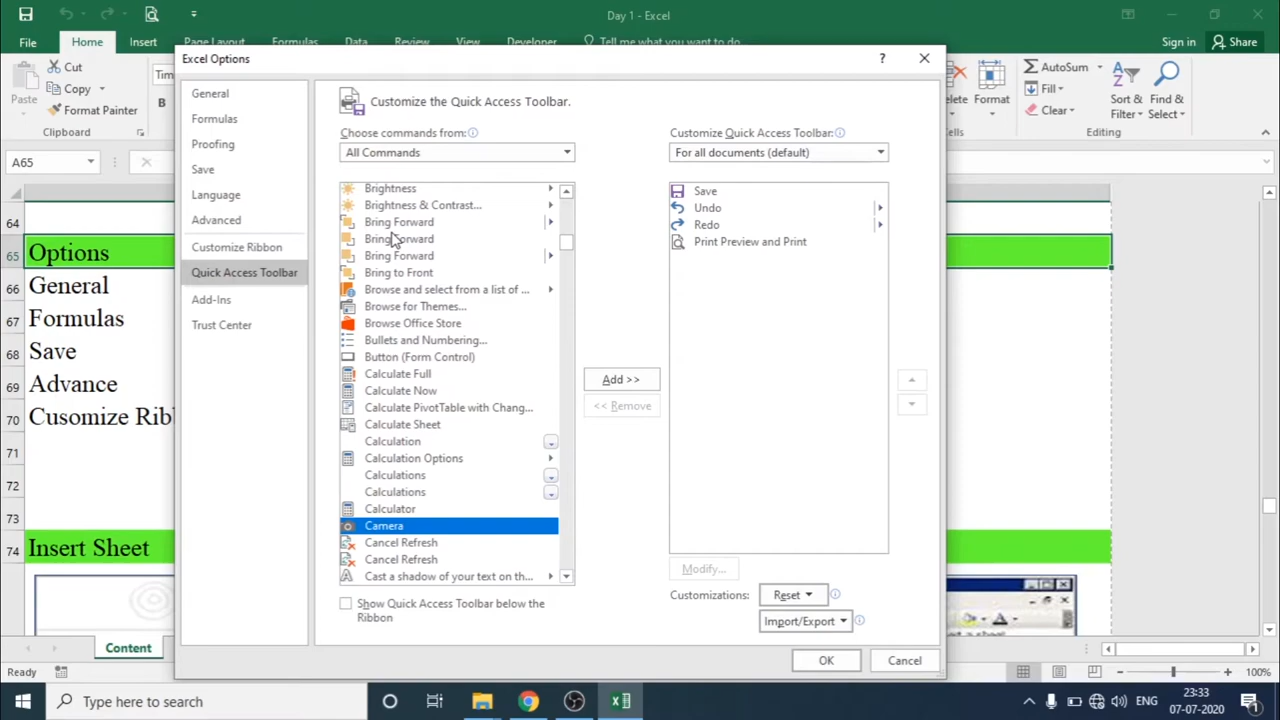 Day 1 - Excel
File
Home
Insert
Page Layout
Formulas
Data
Review
View
Developer
Tell me what you want to do
Sign in
Share
Paste
Cut
Copy
Format Painter
Clipboard
Tim
B
Format
AutoSum
Fill
Clear
Sort &
Filter
Find &
Select
Editing
A65
Excel Options
?
General
Formulas
Proofing
Save
Language
Advanced
Customize Ribbon
Quick Access Toolbar
Add-Ins
Trust Center
Customize the Quick Access Toolbar.
Choose commands from:
All Commands
Brightness
Brightness & Contrast...
Bring Forward
Bring Forward
Bring Forward
Bring to Front
Browse and select from a list of ...
Browse for Themes...
Browse Office Store
Bullets and Numbering...
Button (Form Control)
Calculate Full
Calculate Now
Calculate PivotTable with Chang...
Calculate Sheet
Calculation
Calculation Options
Calculations
Calculations
Calculator
Camera
Cancel Refresh
Cancel Refresh
Cast a shadow of your text on th...
Show Quick Access Toolbar below the
Ribbon
Add >>
<< Remove
Customize Quick Access Toolbar:
For all documents (default)
Save
Undo
Redo
Print Preview and Print
Modify...
Customizations:
Reset
Import/Export
OK
Cancel
64
65 Options
66 General
67 Formulas
68 Save
69 Advance
70 Cusomize Rib
71
72
73
74 Insert Sheet
Content
Ready
100%
Type here to search
ENG
23:33
07-07-2020